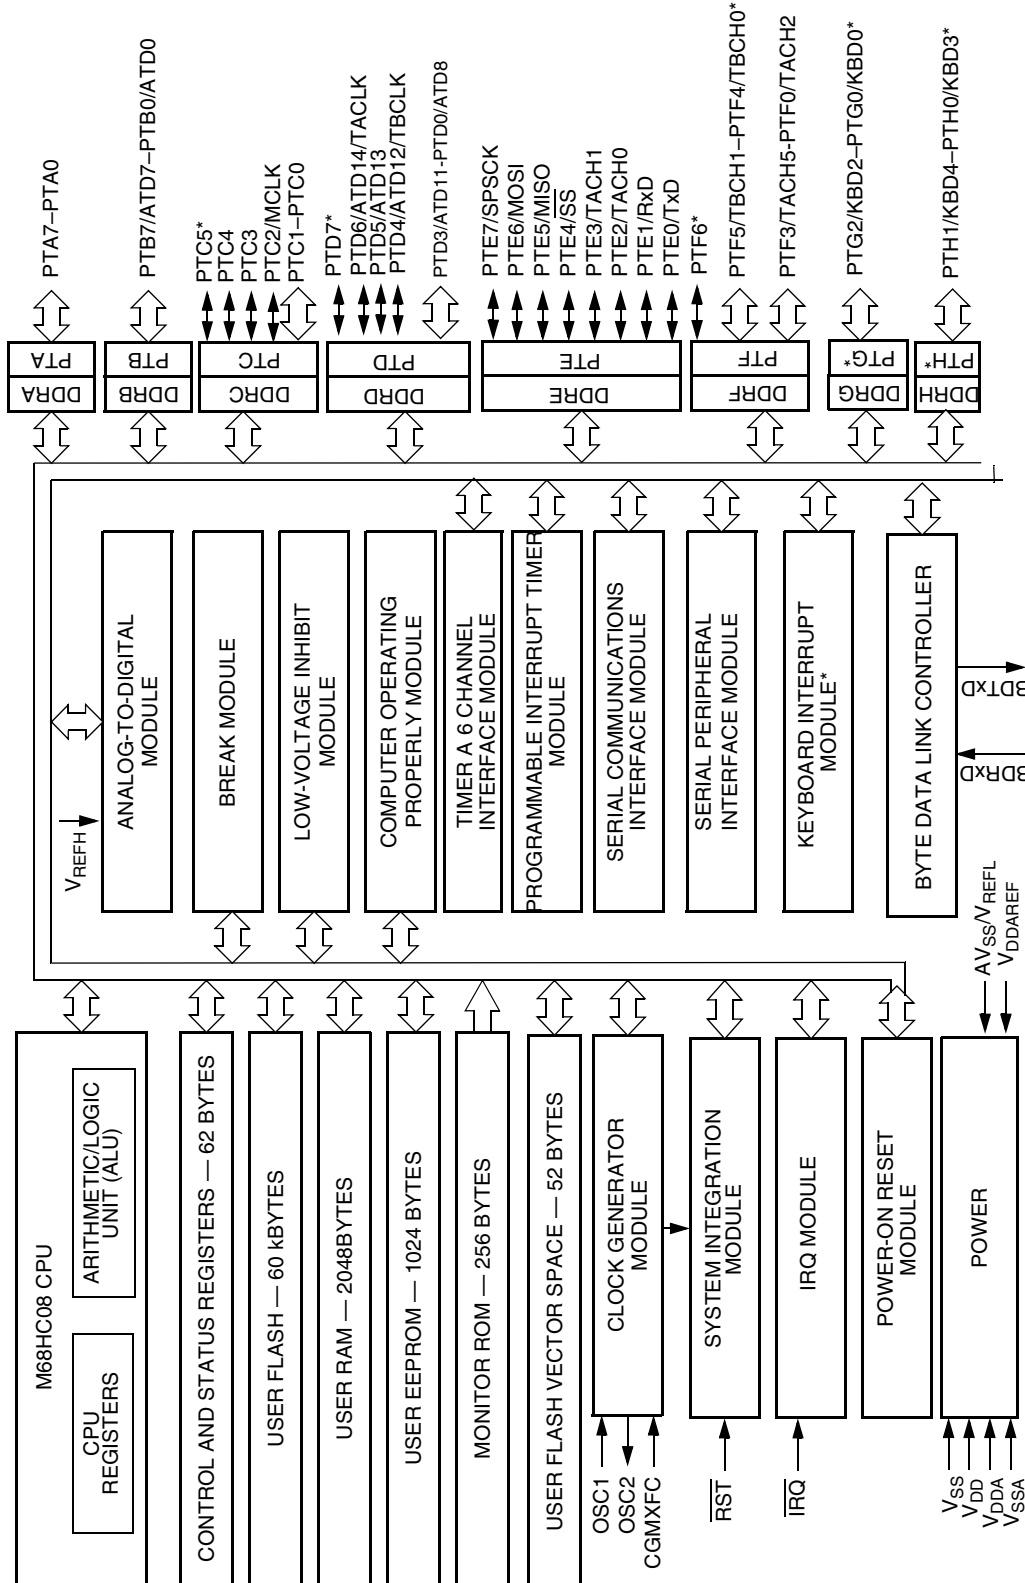 M68HC08 CPU
CPU
REGISTERS
ARITHMETIC/LOGIC
UNIT (ALU)
CONTROL AND STATUS REGISTERS — 62 BYTES
USER FLASH — 60 kBYTES
USER RAM — 2048BYTES
USER EEPROM — 1024 BYTES
MONITOR ROM — 256 BYTES
USER FLASH VECTOR SPACE — 52 BYTES
OSC1
OSC2
CGMXFC
CLOCK GENERATOR
MODULE
RST
SYSTEM INTEGRATION
MODULE
IRQ
IRQ MODULE
POWER-ON RESET
MODULE
VSS
VDD
VDDA
VSSA
POWER
AVSS/VREFL
VDDAREF
VREFH
ANALOG-TO-DIGITAL
MODULE
BREAK MODULE
LOW-VOLTAGE INHIBIT
MODULE
COMPUTER OPERATING
PROPERLY MODULE
TIMER A 6 CHANNEL
INTERFACE MODULE
PROGRAMMABLE INTERRUPT TIMER
MODULE
SERIAL COMMUNICATIONS
INTERFACE MODULE
SERIAL PERIPHERAL
INTERFACE MODULE
KEYBOARD INTERRUPT
MODULE*
BYTE DATA LINK CONTROLLER
BDRxD
BDTxD
DDRA
PTA
PTA7–PTA0
DDRB
PTB
PTB7/ATD7–PTB0/ATD0
DDRC
PTC
PTC5*
PTC4
PTC3
PTC2/MCLK
PTC1–PTC0
DDRD
PTD
PTD7*
PTD6/ATD14/TACLK
PTD5/ATD13
PTD4/ATD12/TBCLK
PTD3/ATD11-PTD0/ATD8
DDRE
PTE
PTE7/SPSCK
PTE6/MOSI
PTE5/MISO
PTE4/SS
PTE3/TACH1
PTE2/TACH0
PTE1/RxD
PTE0/TxD
DDRF
PTF
PTF6*
PTF5/TBCH1–PTF4/TBCH0*
PTF3/TACH5-PTF0/TACH2
DDRG
PTG*
PTG2/KBD2–PTG0/KBD0*
DDRH
PTH*
PTH1/KBD4–PTH0/KBD3*